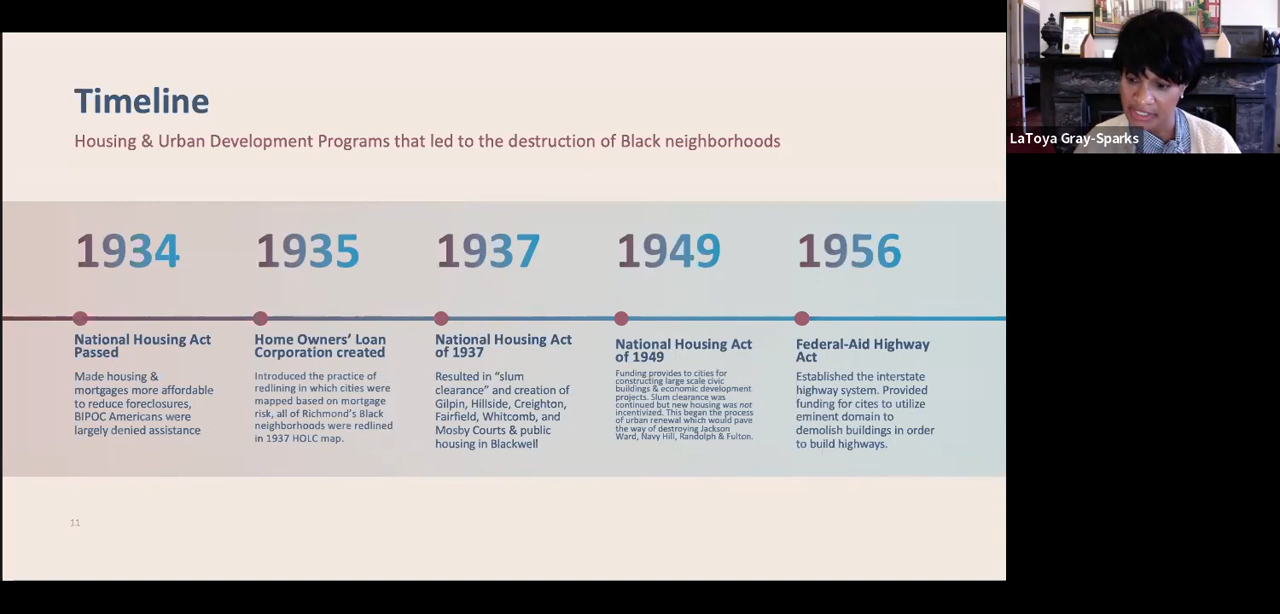 Timeline
Housing & Urban Development Programs that led to the destruction of Black neighborhoods
1934
National Housing Act
Passed
Made housing &
mortgages more affordable
to reduce foreclosures,
BIPOC Americans were
largely denied assistance
1935
Home Owners’ Loan
Corporation created
Introduced the practice of
redlining in which cities were
mapped based on mortgage
risk, all of Richmond’s Black
neighborhoods were redlined
in 1937 HOLC map.
1937
National Housing Act
of 1937
Resulted in “slum
clearance” and creation of
Gilpin, Hillside, Creighton,
Fairfield, Whitcomb, and
Mosby Courts & public
housing in Blackwell
1949
National Housing Act
of 1949
Funding provides to cities for
constructing large scale civic
buildings & economic development
projects. Slum clearance was
continued but new housing was not
incentivized. This began the process
of urban renewal which would pave
the way of destroying Jackson
Ward, Navy Hill, Randolph & Fulton.
1956
Federal-Aid Highway
Act
Established the interstate
highway system. Provided
funding for cites to utilize
eminent domain to
demolish buildings in order
to build highways.
11
LaToya Gray-Sparks